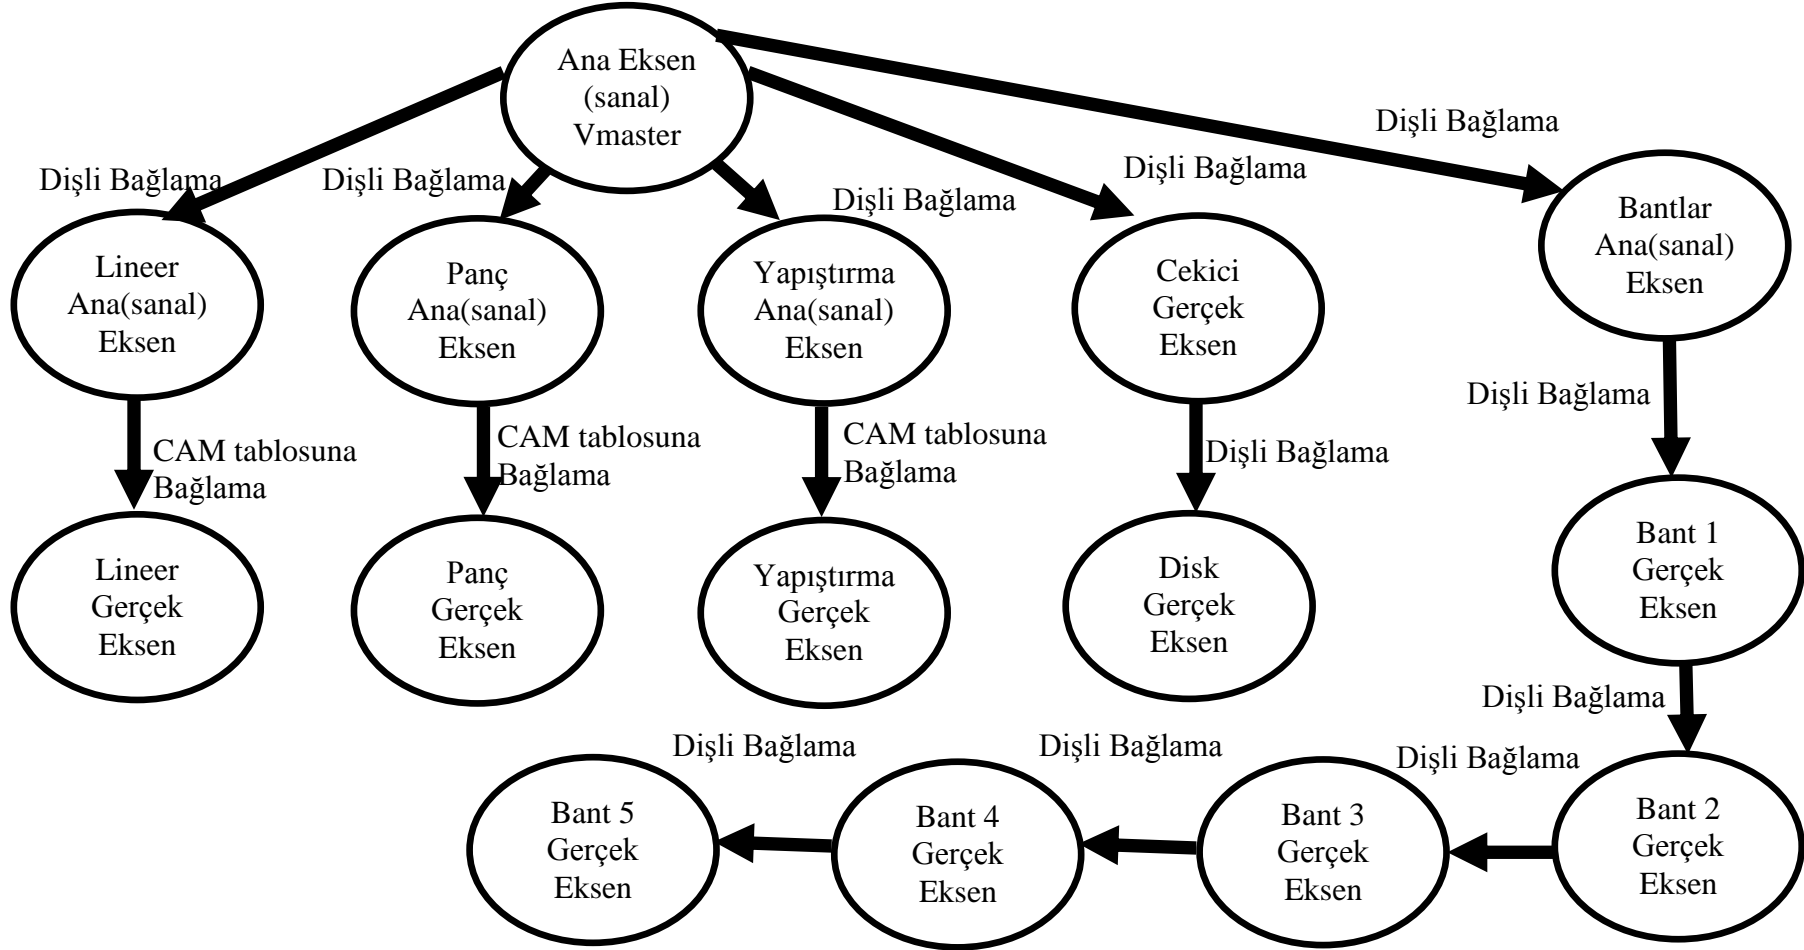 Ana Eksen
(sanal)
Vmaster
Dişli Bağlama
Dişli Bağlama
Dişli Bağlama
Dişli Bağlama
Dişli Bağlama
Lineer
Ana(sanal)
Eksen
Panç
Ana(sanal)
Eksen
Yapıştırma
Ana(sanal)
Eksen
Cekici
Gerçek
Eksen
Bantlar
Ana(sanal)
Eksen
CAM tablosuna
Bağlama
CAM tablosuna
Bağlama
CAM tablosuna
Bağlama
Dişli Bağlama
Dişli Bağlama
Lineer
Gerçek
Eksen
Panç
Gerçek
Eksen
Yapıştırma
Gerçek
Eksen
Disk
Gerçek
Eksen
Bant 1
Gerçek
Eksen
Dişli Bağlama
Dişli Bağlama
Dişli Bağlama
Dişli Bağlama
Bant 5
Gerçek
Eksen
Bant 4
Gerçek
Eksen
Bant 3
Gerçek
Eksen
Bant 2
Gerçek
Eksen